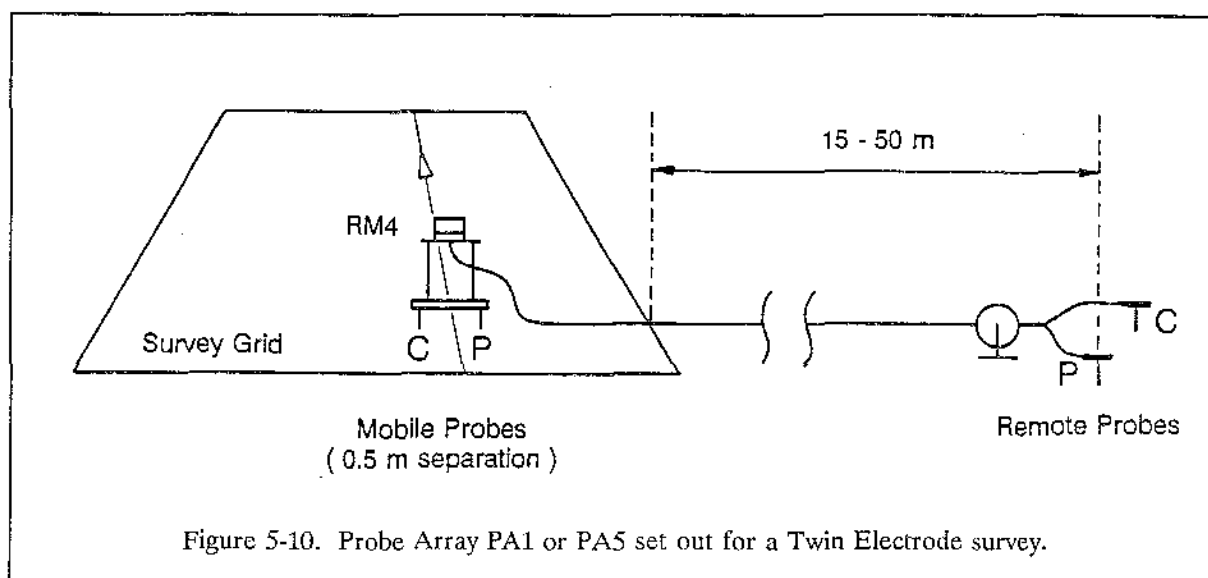 15 - 50 m
RM4
Survey Grid
C P
C
P
Mobile Probes
( 0.5 m separation )
Remote Probes
Figure 5-10. Probe Array PA1 or PA5 set out for a Twin Electrode survey.